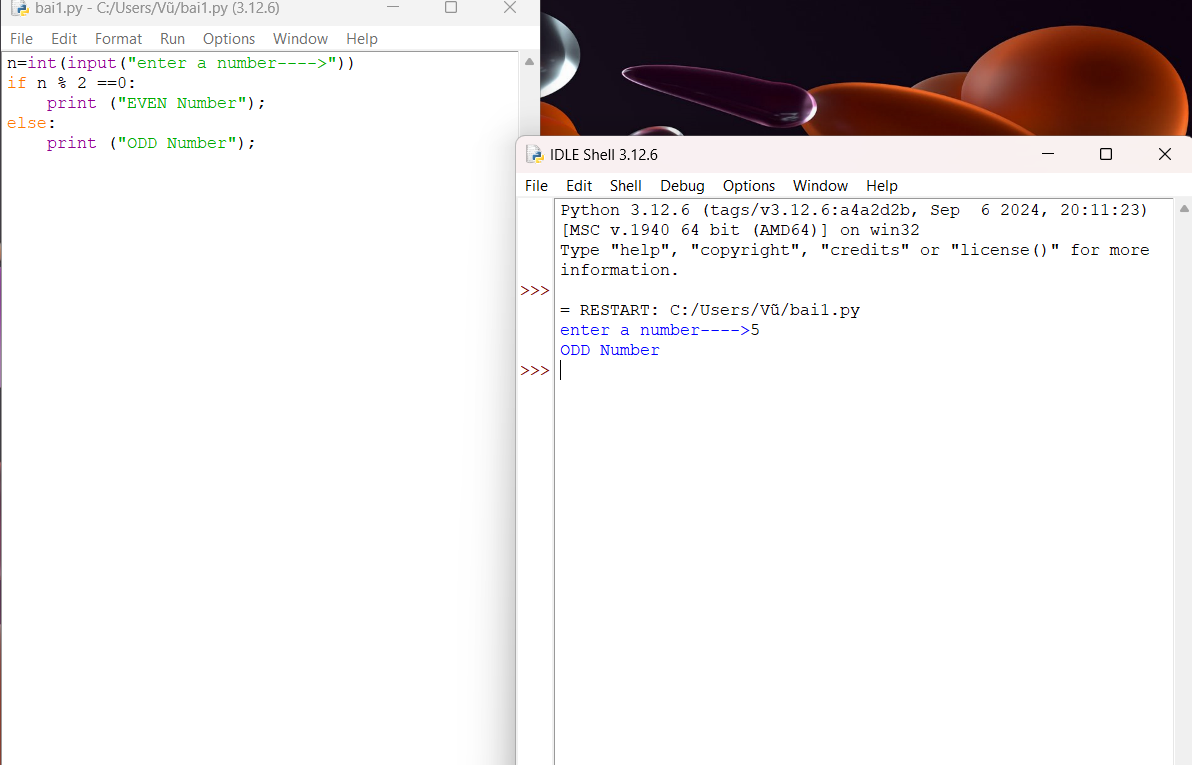 bai1.py - C:/Users/Vũ/bai1.py (3.12.6)
File Edit Format Run Options Window Help
n=int(input("enter a number---->"))
if n % 2 ==0:
    print ("EVEN Number");
else:
    print ("ODD Number");
IDLE Shell 3.12.6
File Edit Shell Debug Options Window Help
Python 3.12.6 (tags/v3.12.6:a4a2d2b, Sep  6 2024, 20:11:23)
[MSC v.1940 64 bit (AMD64)] on win32
Type "help", "copyright", "credits" or "license()" for more
information.
>>>
= RESTART: C:/Users/Vũ/bai1.py
enter a number---->5
ODD Number
>>>